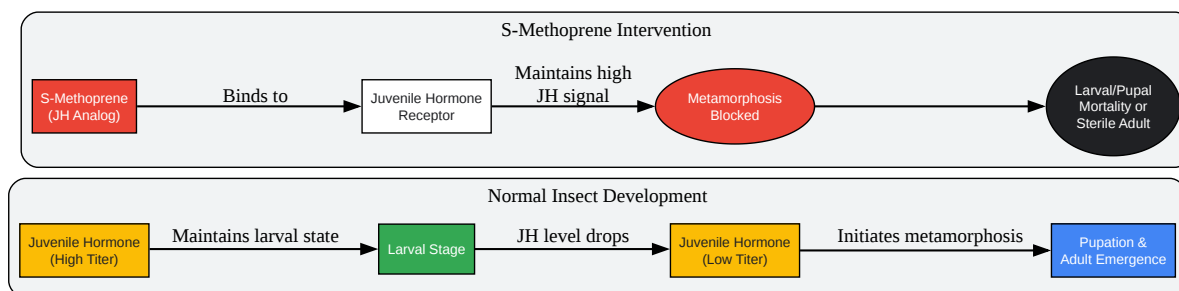 S-Methoprene Intervention
S-Methoprene
(JH Analog)
Binds to
Juvenile Hormone
Receptor
Maintains high
JH signal
Metamorphosis
Blocked
Larval/Pupal
Mortality or
Sterile Adult
Normal Insect Development
Juvenile Hormone
(High Titer)
Maintains larval state
Larval Stage
JH level drops
Juvenile Hormone
(Low Titer)
Initiates metamorphosis
Pupation &
Adult Emergence